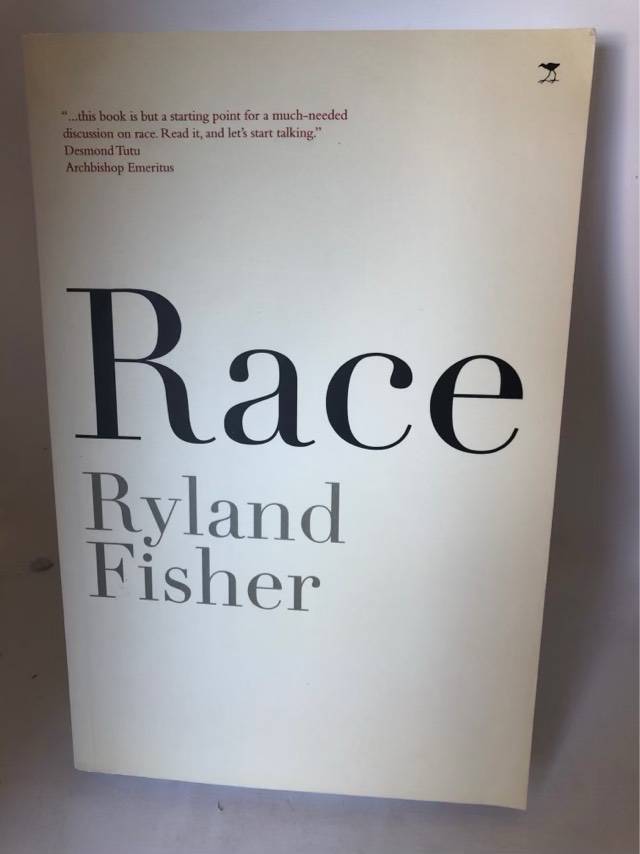 “...this book is but a starting point for a much-needed
discussion on race. Read it, and let’s start talking.”
Desmond Tutu
Archbishop Emeritus
Race
Ryland
Fisher